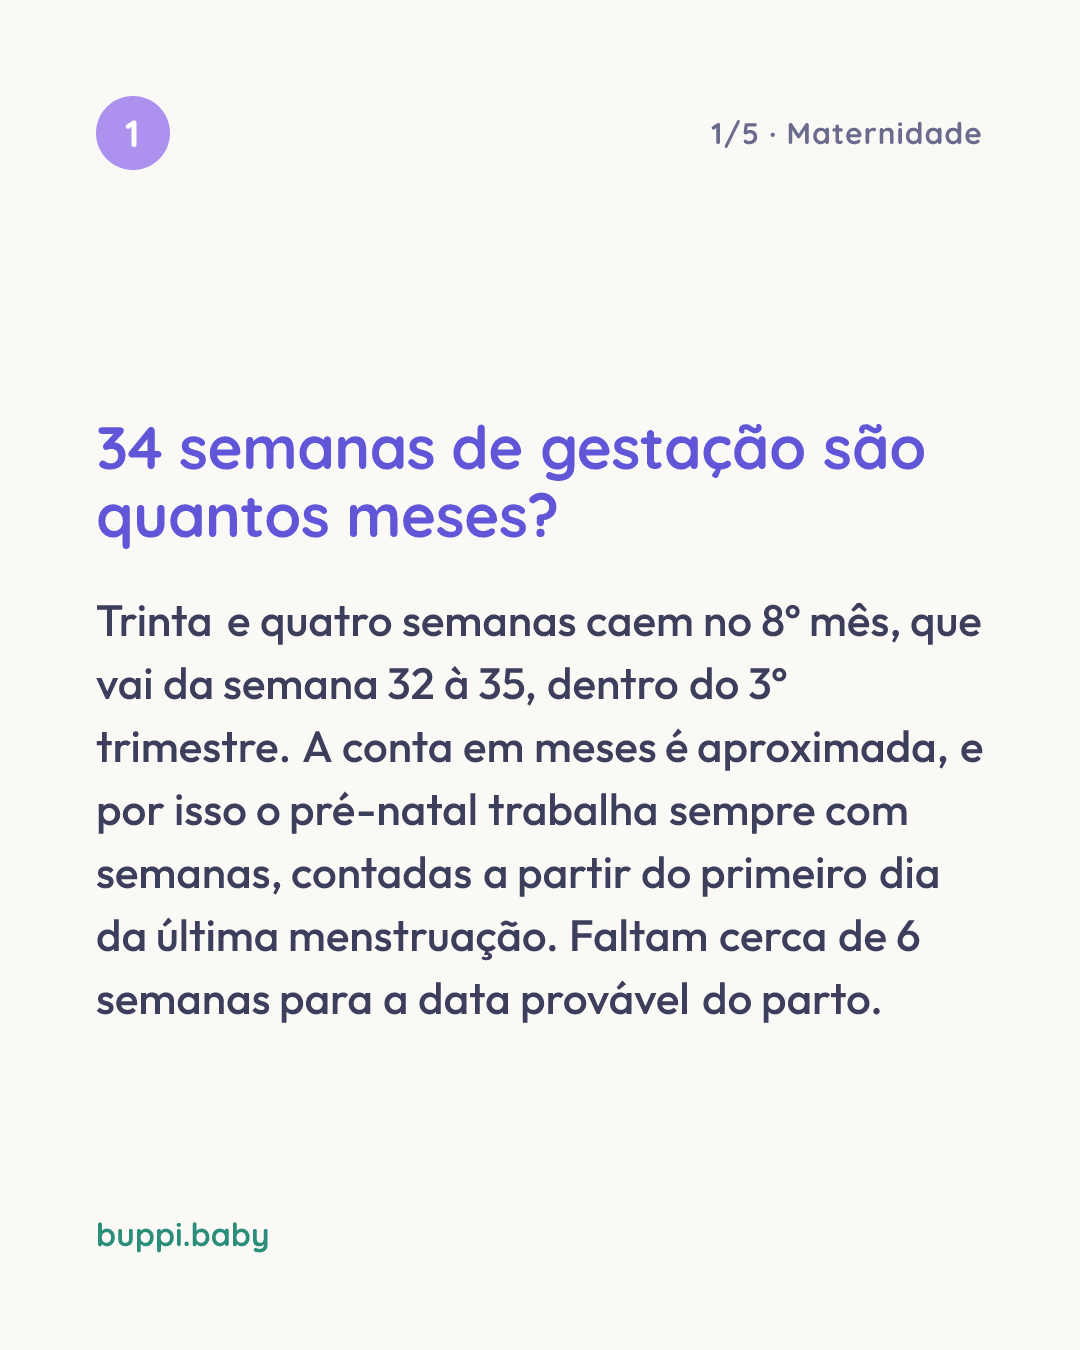 1
1/5 · Maternidade
34 semanas de gestação são
quantos meses?
Trinta e quatro semanas caem no 8º mês, que
vai da semana 32 à 35, dentro do 3º
trimestre. A conta em meses é aproximada, e
por isso o pré-natal trabalha sempre com
semanas, contadas a partir do primeiro dia
da última menstruação. Faltam cerca de 6
semanas para a data provável do parto.
buppi.baby